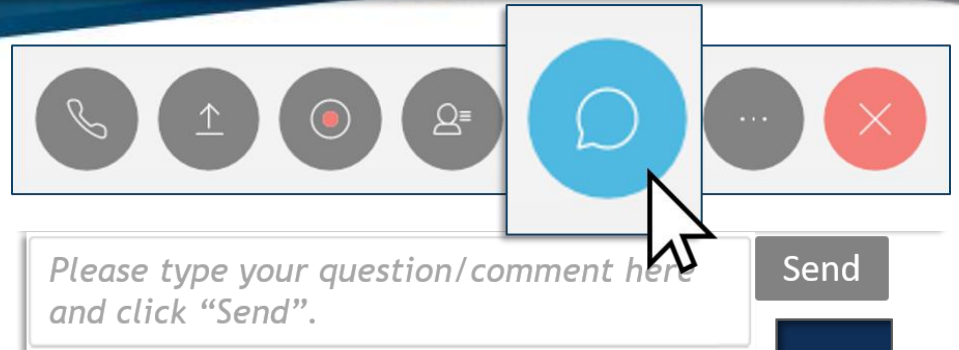 Please type your question/comment here
and click “Send”.
Send